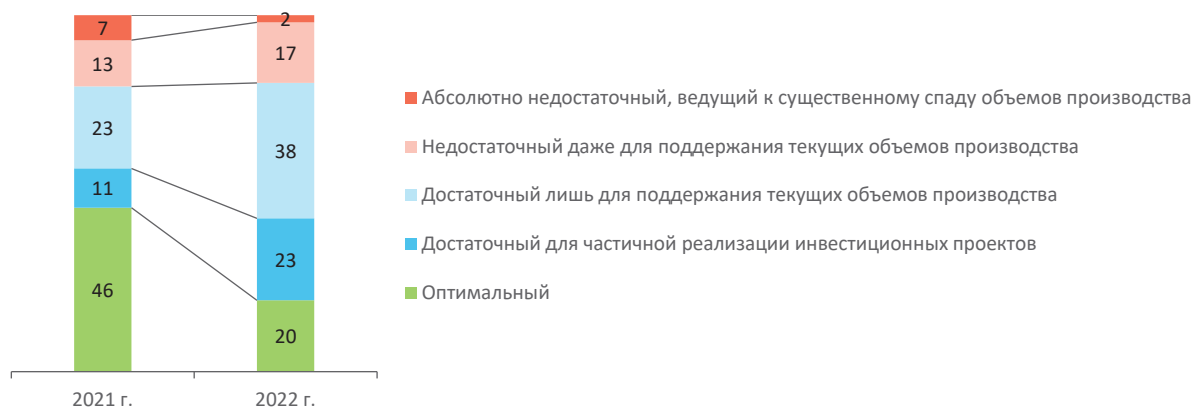 7
2
13
17
23
38
11
23
46
20
2021 г.
2022 г.
Абсолютно недостаточный, ведущий к существенному спаду объемов производства
Недостаточный даже для поддержания текущих объемов производства
Достаточный лишь для поддержания текущих объемов производства
Достаточный для частичной реализации инвестиционных проектов
Оптимальный